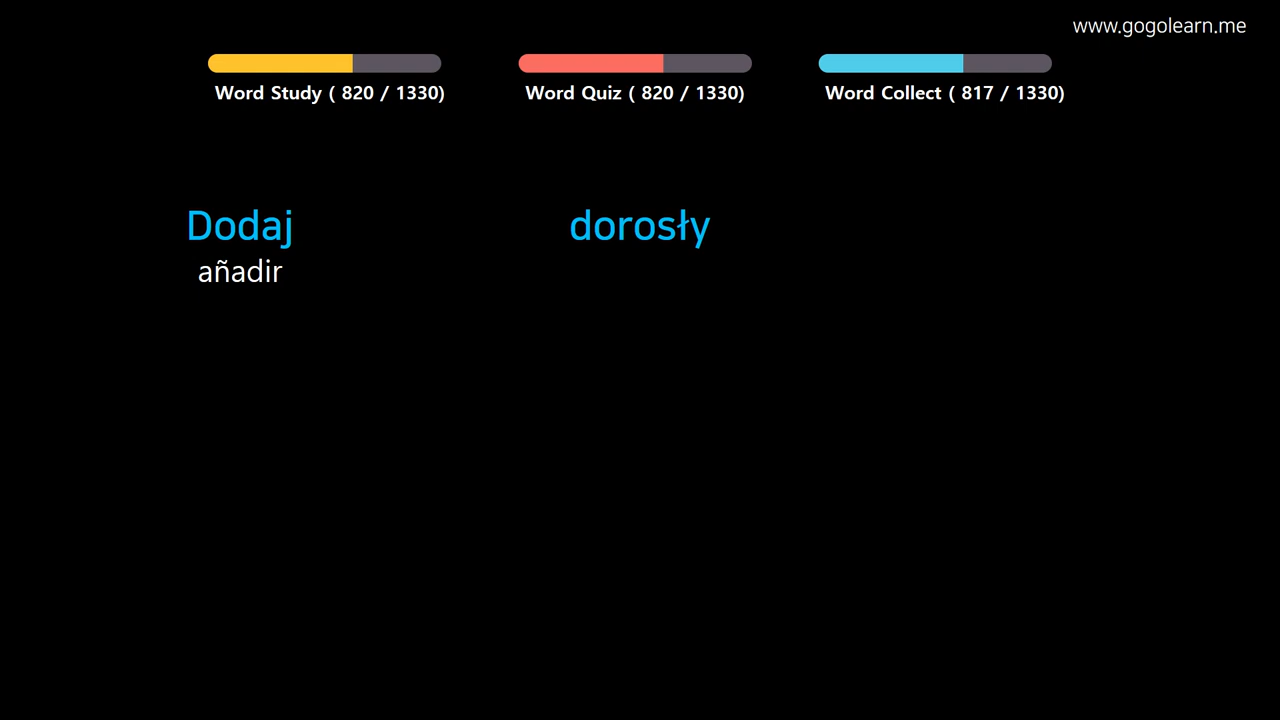 www.gogolearn.me
Word Study ( 820 / 1330)
Word Quiz ( 820 / 1330)
Word Collect ( 817 / 1330)
Dodaj
añadir
dorosły